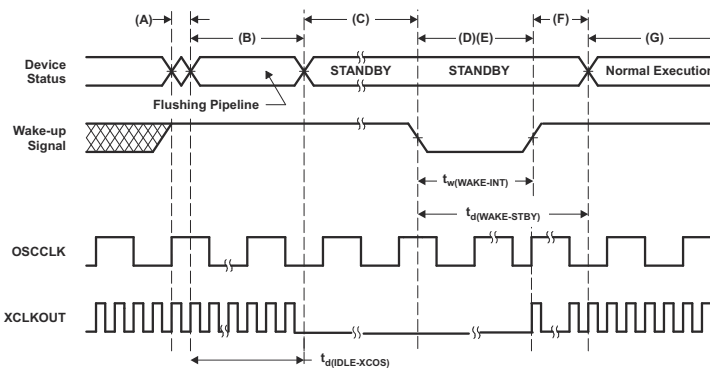 (A)
(B)
(C)
(D)(E)
(F)
(G)
Device
Status
STANDBY
STANDBY
Normal Execution
Flushing Pipeline
Wake-up
Signal
tw(WAKE-INT)
td(WAKE-STBY)
OSCCLK
XCLKOUT
td(IDLE-XCOS)